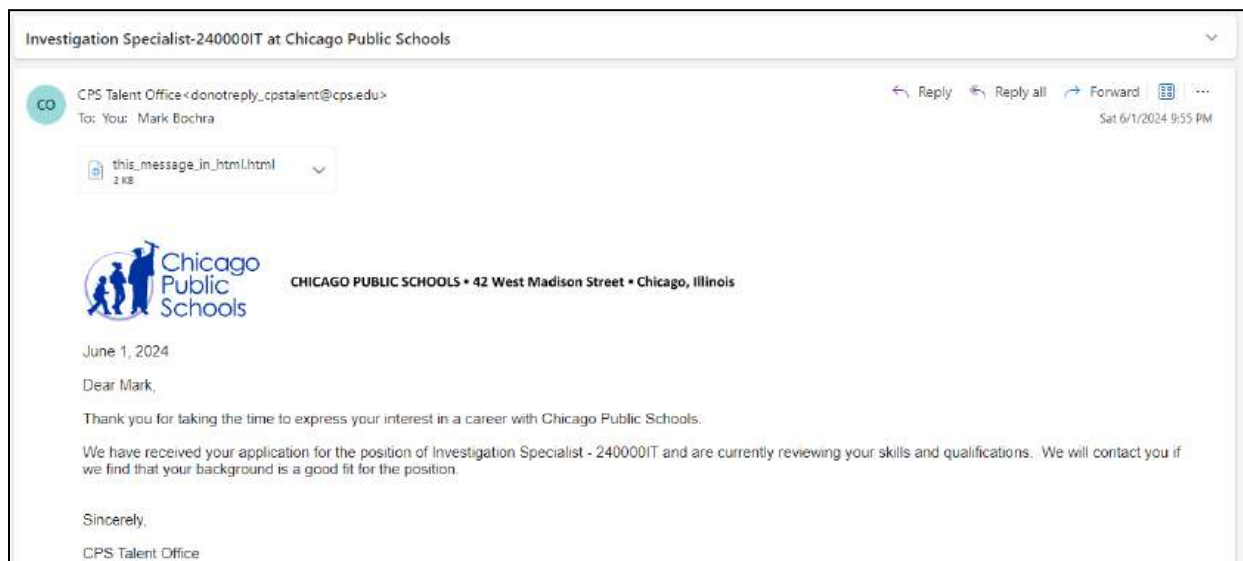 Investigation Specialist-240000IT at Chicago Public Schools
CO
CPS Talent Office<donotreply_cpstalent@cps.edu>
Reply Reply all Forward ...
To: You: Mark Bochra
Sat 6/1/2024 9:55 PM
this_message_in_html.html
2 KB
Chicago
Public
Schools
CHICAGO PUBLIC SCHOOLS • 42 West Madison Street • Chicago, Illinois
June 1, 2024
Dear Mark,
Thank you for taking the time to express your interest in a career with Chicago Public Schools.
We have received your application for the position of Investigation Specialist - 240000IT and are currently reviewing your skills and qualifications. We will contact you if
we find that your background is a good fit for the position.
Sincerely,
CPS Talent Office